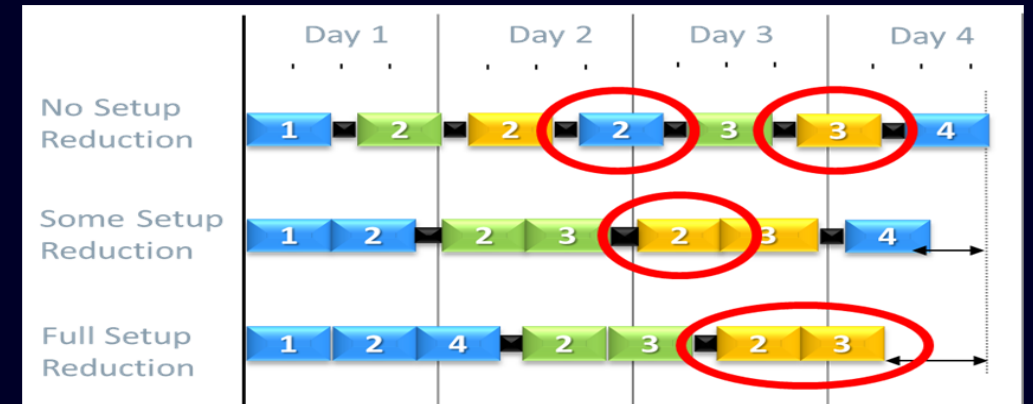 Day 1 Day 2 Day 3 Day 4
No Setup
Reduction
1 2 2 2 3 3 4
Some Setup
Reduction
1 2 2 3 2 3 4
Full Setup
Reduction
1 2 4 2 3 2 3